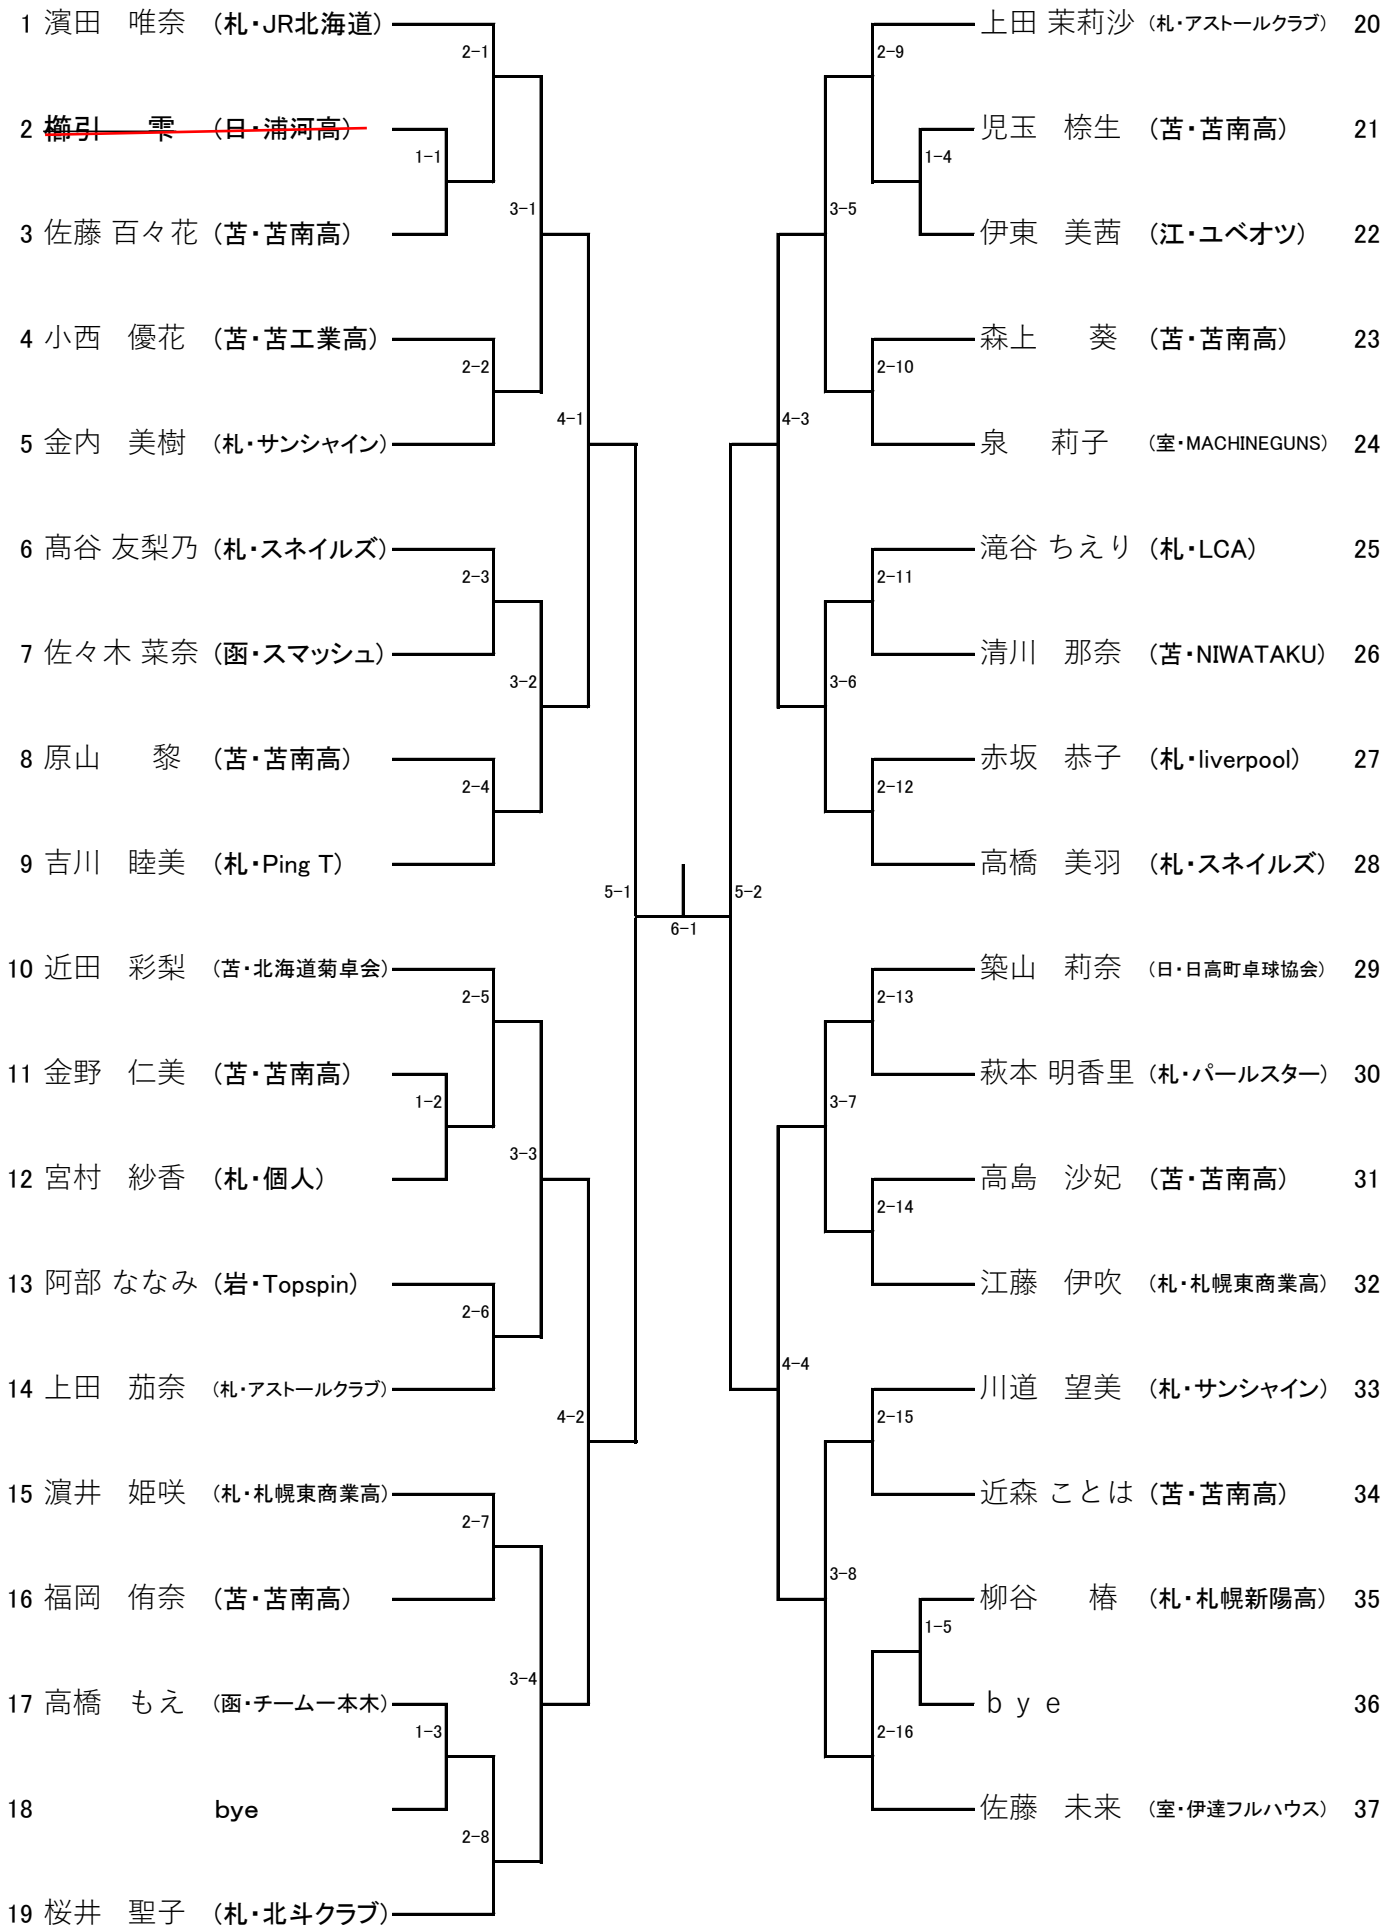 1 濱田 唯奈 (札・JR北海道)
2-1
2 櫛引 雫 (日・浦河高)
1-1
3 佐藤 百々花 (苫・苫南高)
3-1
4 小西 優花 (苫・苫工業高)
2-2
4-1
5 金内 美樹 (札・サンシャイン)
6 髙谷 友梨乃 (札・スネイルズ)
2-3
7 佐々木 菜奈 (函・スマッシュ)
3-2
8 原山 黎 (苫・苫南高)
2-4
9 吉川 睦美 (札・Ping T)
5-1
6-1
10 近田 彩梨 (苫・北海道菊卓会)
2-5
11 金野 仁美 (苫・苫南高)
1-2
3-3
12 宮村 紗香 (札・個人)
13 阿部 ななみ (岩・Topspin)
2-6
14 上田 茄奈 (札・アストールクラブ)
4-2
15 濵井 姫咲 (札・札幌東商業高)
2-7
16 福岡 侑奈 (苫・苫南高)
3-4
17 高橋 もえ (函・チーム一本木)
1-3
18 bye
2-8
19 桜井 聖子 (札・北斗クラブ)
上田 茉莉沙 (札・アストールクラブ) 20
2-9
児玉 椋生 (苫・苫南高) 21
1-4
3-5
伊東 美茜 (江・ユベオツ) 22
森上 葵 (苫・苫南高) 23
2-10
4-3
泉 莉子 (室・MACHINEGUNS) 24
滝谷 ちえり (札・LCA) 25
2-11
清川 那奈 (苫・NIWATAKU) 26
3-6
赤坂 恭子 (札・liverpool) 27
2-12
高橋 美羽 (札・スネイルズ) 28
5-2
築山 莉奈 (日・日高町卓球協会) 29
2-13
萩本 明香里 (札・パールスター) 30
3-7
高島 沙妃 (苫・苫南高) 31
2-14
江藤 伊吹 (札・札幌東商業高) 32
4-4
川道 望美 (札・サンシャイン) 33
2-15
近森 ことは (苫・苫南高) 34
3-8
柳谷 椿 (札・札幌新陽高) 35
1-5
bye 36
2-16
佐藤 未来 (室・伊達フルハウス) 37